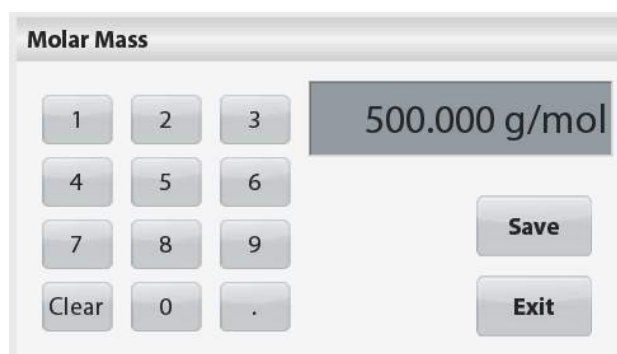 Molar Mass
1 2 3
500.000 g/mol
4 5 6
7 8 9
Save
Clear 0 .
Exit